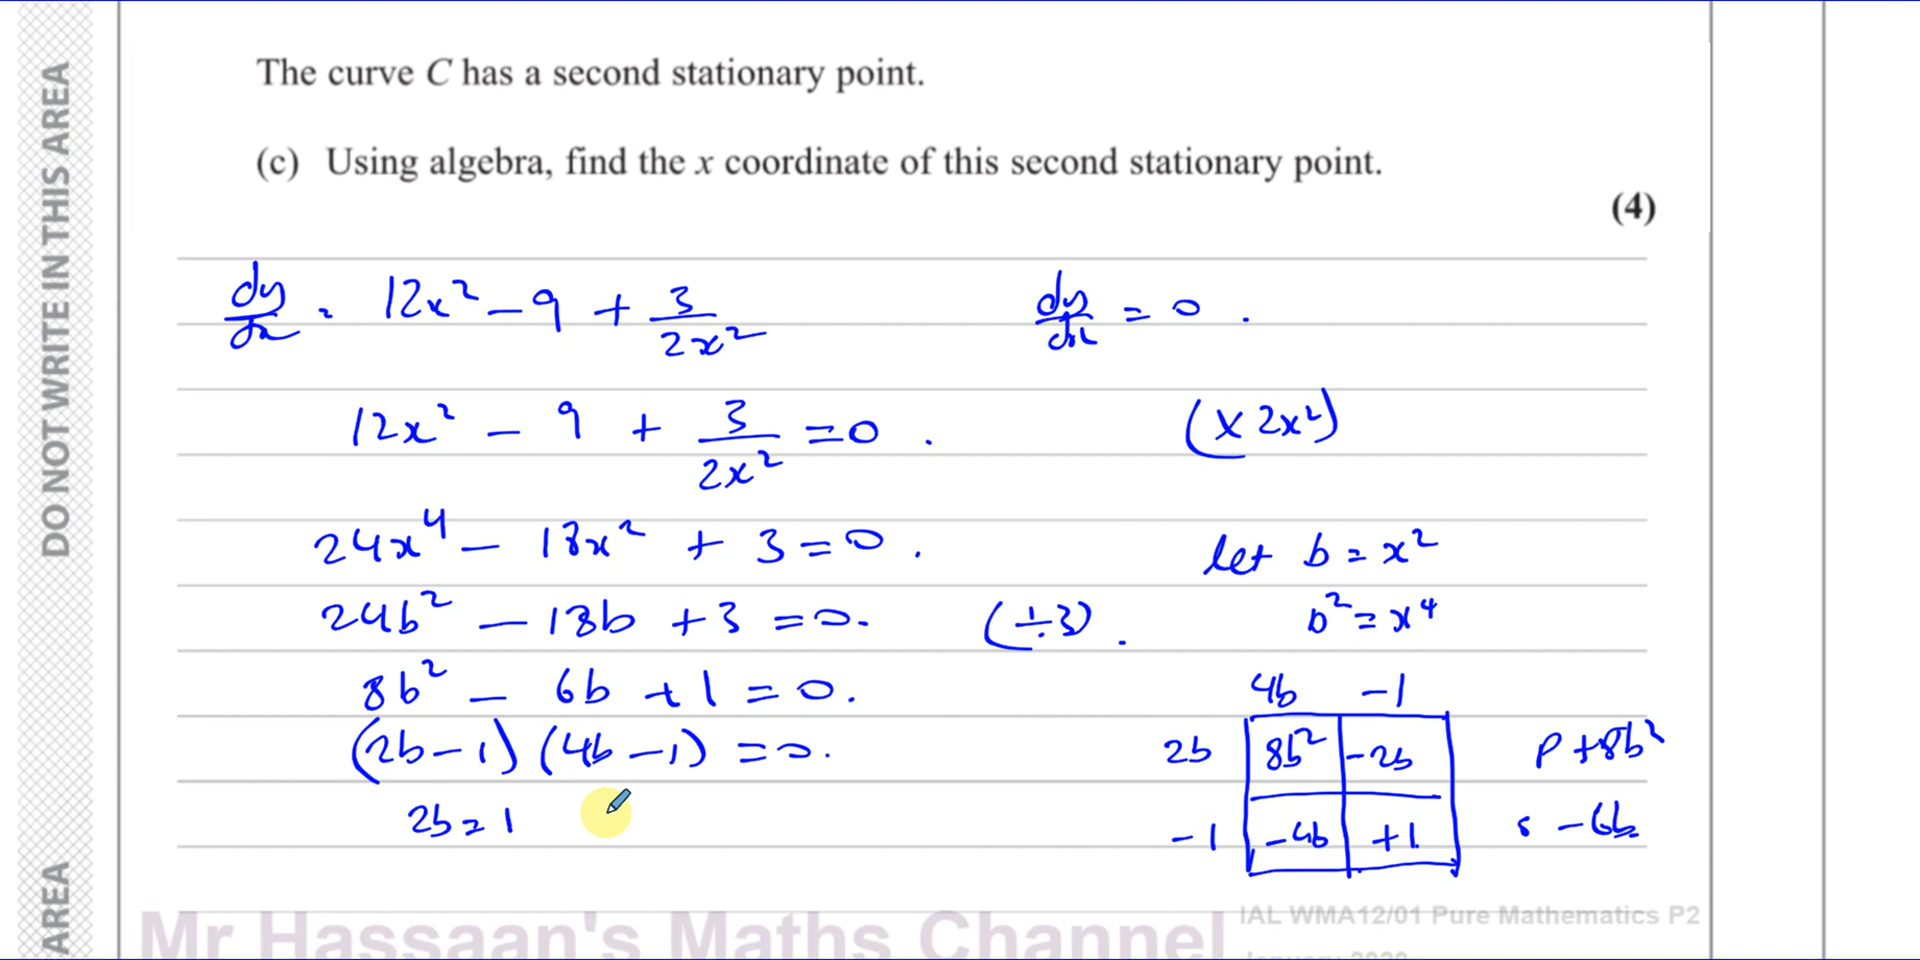 DO NOT WRITE IN THIS AREA
AREA
The curve C has a second stationary point.
(c) Using algebra, find the x coordinate of this second stationary point.
(4)
dy/dx = 12x² − 9 + 3/2x²    dy/dx = 0 .
12x² − 9 + 3/2x² = 0 .    (× 2x²)
24x⁴ − 18x² + 3 = 0 .    let b = x²
24b² − 18b + 3 = 0.    (÷3) .    b² = x⁴
8b² − 6b + 1 = 0.    4b −1
(2b − 1) (4b − 1) = 0.    2b 8b² −2b    P +8b²
2b = 1    −1 −4b +1    s −6b
Mr Hassaan's Maths Channel
IAL WMA12/01 Pure Mathematics P2